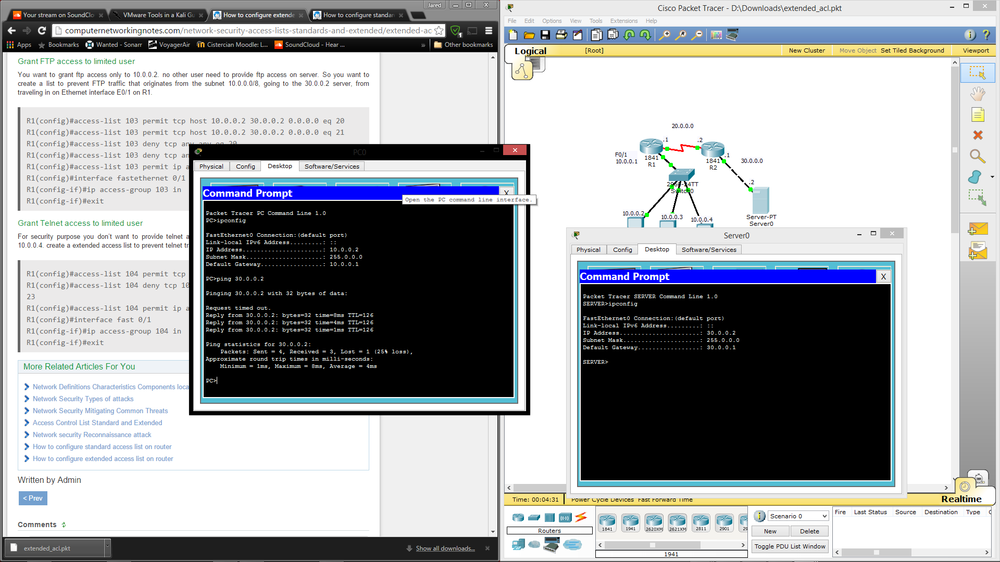 Jared
Your stream on SoundClo
VMware Tools in a Kali Gu
How to configure extende
How to configure standar
computernetworkingnotes.com/network-security-access-lists-standards-and-extended/extended-ac
Apps
Bookmarks
Wanted - Sonarr
VoyagerAir
Cistercian Moodle: L...
SoundCloud - Hear ...
»
Other bookmarks
Grant FTP access to limited user
You want to grant ftp access only to 10.0.0.2. no other user need to provide ftp access on server. So you want to
create a list to prevent FTP traffic that originates from the subnet 10.0.0.0/8, going to the 30.0.0.2 server, from
traveling in on Ethernet interface E0/1 on R1.
R1(config)#access-list 103 permit tcp host 10.0.0.2 30.0.0.2 0.0.0.0 eq 20
R1(config)#access-list 103 permit tcp host 10.0.0.2 30.0.0.2 0.0.0.0 eq 21
R1(config)#access-list 103 deny tcp any any eq 20
R1(config)#access-list 103 deny tcp an
R1(config)#access-list 103 permit ip a
R1(config)#interface fastethernet 0/1
R1(config-if)#ip access-group 103 in
R1(config-if)#exit
Grant Telnet access to limited user
For security purpose you don't want to provide telnet a
10.0.0.4. create a extended access list to prevent telnet tr
R1(config)#access-list 104 permit tcp
R1(config)#access-list 104 deny tcp 10
23
R1(config)#access-list 104 permit ip a
R1(config)#interface fast 0/1
R1(config-if)#ip access-group 104 in
R1(config-if)#exit
More Related Articles For You
Network Definitions Characteristics Components loca
Network Security Types of attacks
Network Security Mitigating Common Threats
Access Control List Standard and Extended
Network security Reconnaissance attack
How to configure standard access list on router
How to configure extended access list on router
Written by Admin
< Prev
Comments
extended_acl.pkt
Show all downloads...
PC0
Physical
Config
Desktop
Software/Services
Command Prompt
X
Open the PC command line interface.
Packet Tracer PC Command Line 1.0
PC>ipconfig
FastEthernet0 Connection:(default port)
Link-local IPv6 Address.........: ::
IP Address......................: 10.0.0.2
Subnet Mask.....................: 255.0.0.0
Default Gateway.................: 10.0.0.1
PC>ping 30.0.0.2
Pinging 30.0.0.2 with 32 bytes of data:
Request timed out.
Reply from 30.0.0.2: bytes=32 time=8ms TTL=126
Reply from 30.0.0.2: bytes=32 time=4ms TTL=126
Reply from 30.0.0.2: bytes=32 time=1ms TTL=126
Ping statistics for 30.0.0.2:
Packets: Sent = 4, Received = 3, Lost = 1 (25% loss),
Approximate round trip times in milli-seconds:
Minimum = 1ms, Maximum = 8ms, Average = 4ms
PC>
Cisco Packet Tracer - D:\Downloads\extended_acl.pkt
File
Edit
Options
View
Tools
Extensions
Help
Logical
[Root]
New Cluster
Move Object
Set Tiled Background
Viewport
20.0.0.0
.1
.2
F0/1
10.0.0.1
1841
R1
1841
R2
.1
30.0.0.0
2960-24TT
Switch0
.2
10.0.0.2
10.0.0.3
10.0.0.4
Server-PT
Server0
Server0
Physical
Config
Desktop
Software/Services
Command Prompt
X
Packet Tracer SERVER Command Line 1.0
SERVER>ipconfig
FastEthernet0 Connection:(default port)
Link-local IPv6 Address.........: ::
IP Address......................: 30.0.0.2
Subnet Mask.....................: 255.0.0.0
Default Gateway.................: 30.0.0.1
SERVER>
Time: 00:04:31
Power Cycle Devices Fast Forward Time
Realtime
Routers
1841
1941
2620XM
2621XM
2811
2901
29
1941
Scenario 0
New
Delete
Toggle PDU List Window
Fire
Last Status
Source
Destination
Type